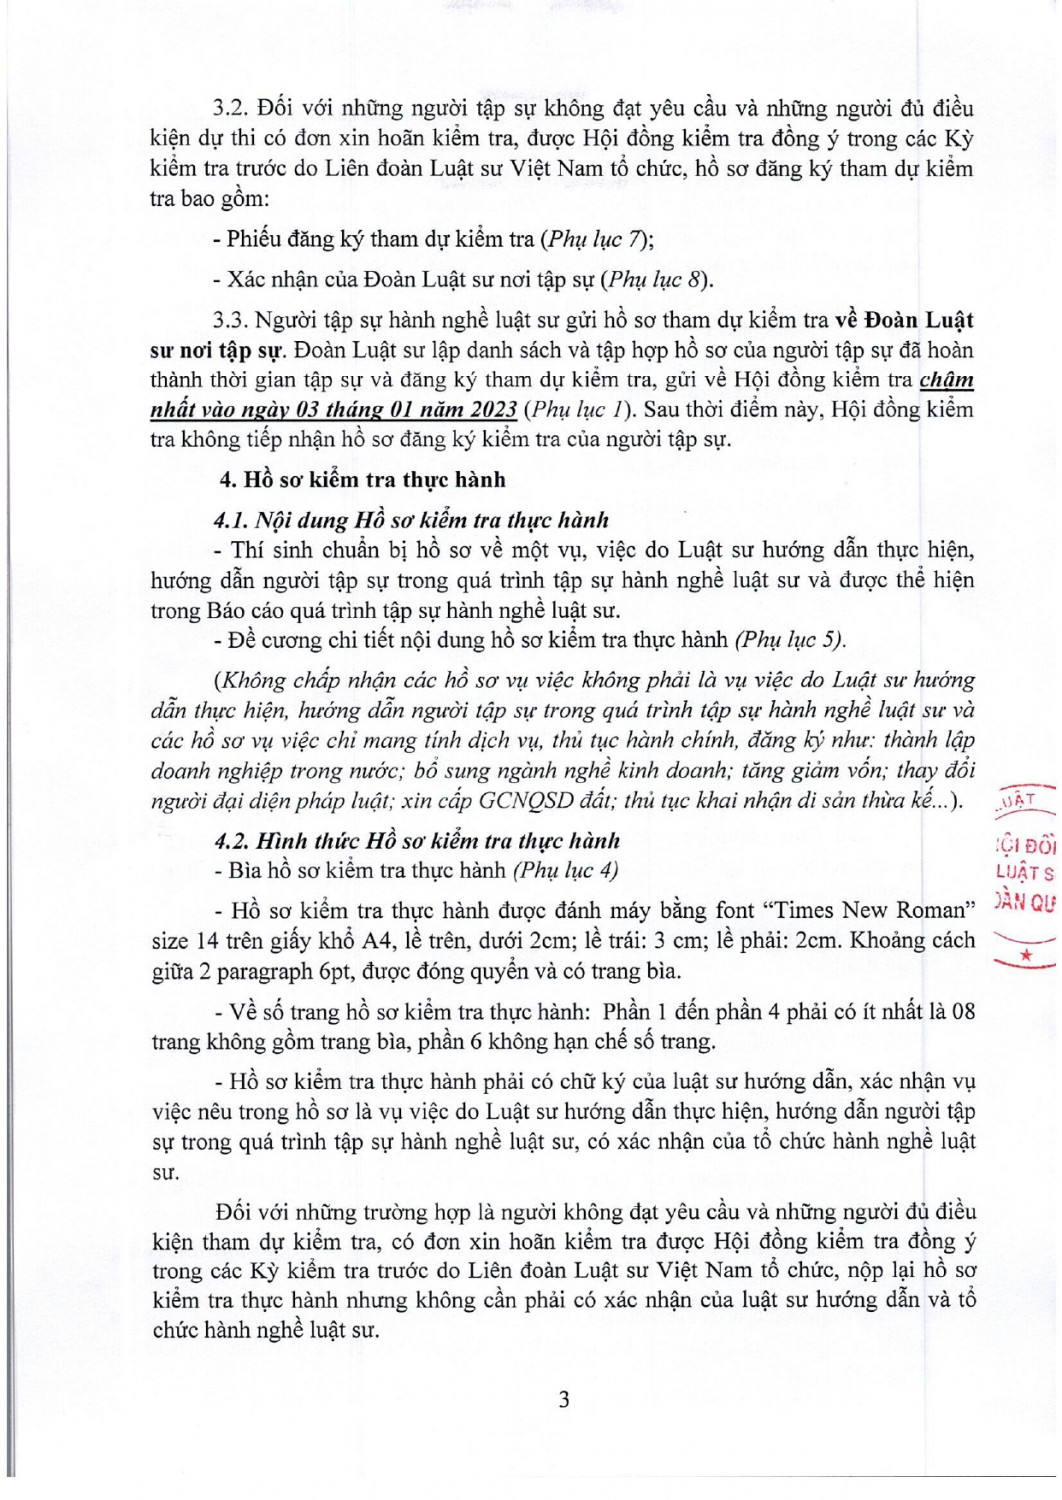 3.2. Đối với những người tập sự không đạt yêu cầu và những người đủ điều
kiện dự thi có đơn xin hoãn kiểm tra, được Hội đồng kiểm tra đồng ý trong các Kỳ
kiểm tra trước do Liên đoàn Luật sư Việt Nam tổ chức, hồ sơ đăng ký tham dự kiểm
tra bao gồm:
- Phiếu đăng ký tham dự kiểm tra (Phụ lục 7);
- Xác nhận của Đoàn Luật sư nơi tập sự (Phụ lục 8).
3.3. Người tập sự hành nghề luật sư gửi hồ sơ tham dự kiểm tra về Đoàn Luật
sư nơi tập sự. Đoàn Luật sư lập danh sách và tập hợp hồ sơ của người tập sự đã hoàn
thành thời gian tập sự và đăng ký tham dự kiểm tra, gửi về Hội đồng kiểm tra chậm
nhất vào ngày 03 tháng 01 năm 2023 (Phụ lục 1). Sau thời điểm này, Hội đồng kiểm
tra không tiếp nhận hồ sơ đăng ký kiểm tra của người tập sự.
4. Hồ sơ kiểm tra thực hành
4.1. Nội dung Hồ sơ kiểm tra thực hành
- Thí sinh chuẩn bị hồ sơ về một vụ, việc do Luật sư hướng dẫn thực hiện,
hướng dẫn người tập sự trong quá trình tập sự hành nghề luật sư và được thể hiện
trong Báo cáo quá trình tập sự hành nghề luật sư.
- Đề cương chi tiết nội dung hồ sơ kiểm tra thực hành (Phụ lục 5).
(Không chấp nhận các hồ sơ vụ việc không phải là vụ việc do Luật sư hướng
dẫn thực hiện, hướng dẫn người tập sự trong quá trình tập sự hành nghề luật sư và
các hồ sơ vụ việc chỉ mang tính dịch vụ, thủ tục hành chính, đăng ký như: thành lập
doanh nghiệp trong nước; bổ sung ngành nghề kinh doanh; tăng giảm vốn; thay đổi
người đại diện pháp luật; xin cấp GCNQSD đất; thủ tục khai nhận di sản thừa kế...).
4.2. Hình thức Hồ sơ kiểm tra thực hành
- Bìa hồ sơ kiểm tra thực hành (Phụ lục 4)
- Hồ sơ kiểm tra thực hành được đánh máy bằng font “Times New Roman”
size 14 trên giấy khổ A4, lề trên, dưới 2cm; lề trái: 3 cm; lề phải: 2cm. Khoảng cách
giữa 2 paragraph 6pt, được đóng quyển và có trang bìa.
- Về số trang hồ sơ kiểm tra thực hành: Phần 1 đến phần 4 phải có ít nhất là 08
trang không gồm trang bìa, phần 6 không hạn chế số trang.
- Hồ sơ kiểm tra thực hành phải có chữ ký của luật sư hướng dẫn, xác nhận vụ
việc nêu trong hồ sơ là vụ việc do Luật sư hướng dẫn thực hiện, hướng dẫn người tập
sự trong quá trình tập sự hành nghề luật sư, có xác nhận của tổ chức hành nghề luật
sư.
Đối với những trường hợp là người không đạt yêu cầu và những người đủ điều
kiện tham dự kiểm tra, có đơn xin hoãn kiểm tra được Hội đồng kiểm tra đồng ý
trong các Kỳ kiểm tra trước do Liên đoàn Luật sư Việt Nam tổ chức, nộp lại hồ sơ
kiểm tra thực hành nhưng không cần phải có xác nhận của luật sư hướng dẫn và tổ
chức hành nghề luật sư.
3
LUẬT
LUẬT S